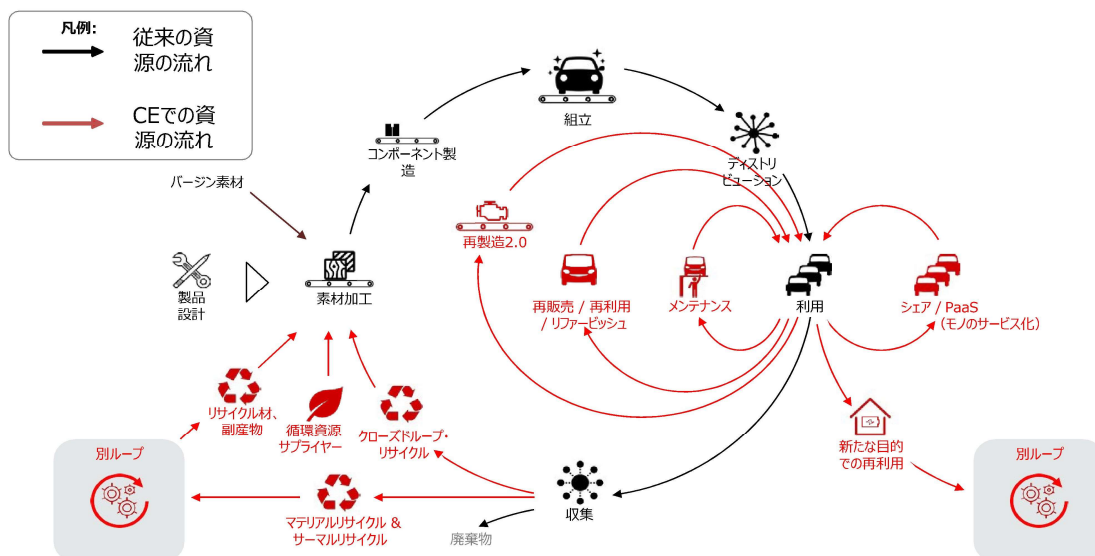 凡例:
従来の資
源の流れ
CEでの資
源の流れ
組立
コンポーネント製
造
ディストリ
ビューション
バージン素材
再製造2.0
製品
設計
素材加工
再販売 / 再利用
/ リファービッシュ
メンテナンス
利用
シェア / PaaS
(モノのサービス化)
リサイクル材、
副産物
循環資源
サプライヤー
クローズドループ・
リサイクル
新たな目的
での再利用
別ループ
別ループ
マテリアルリサイクル &
サーマルリサイクル
収集
廃棄物